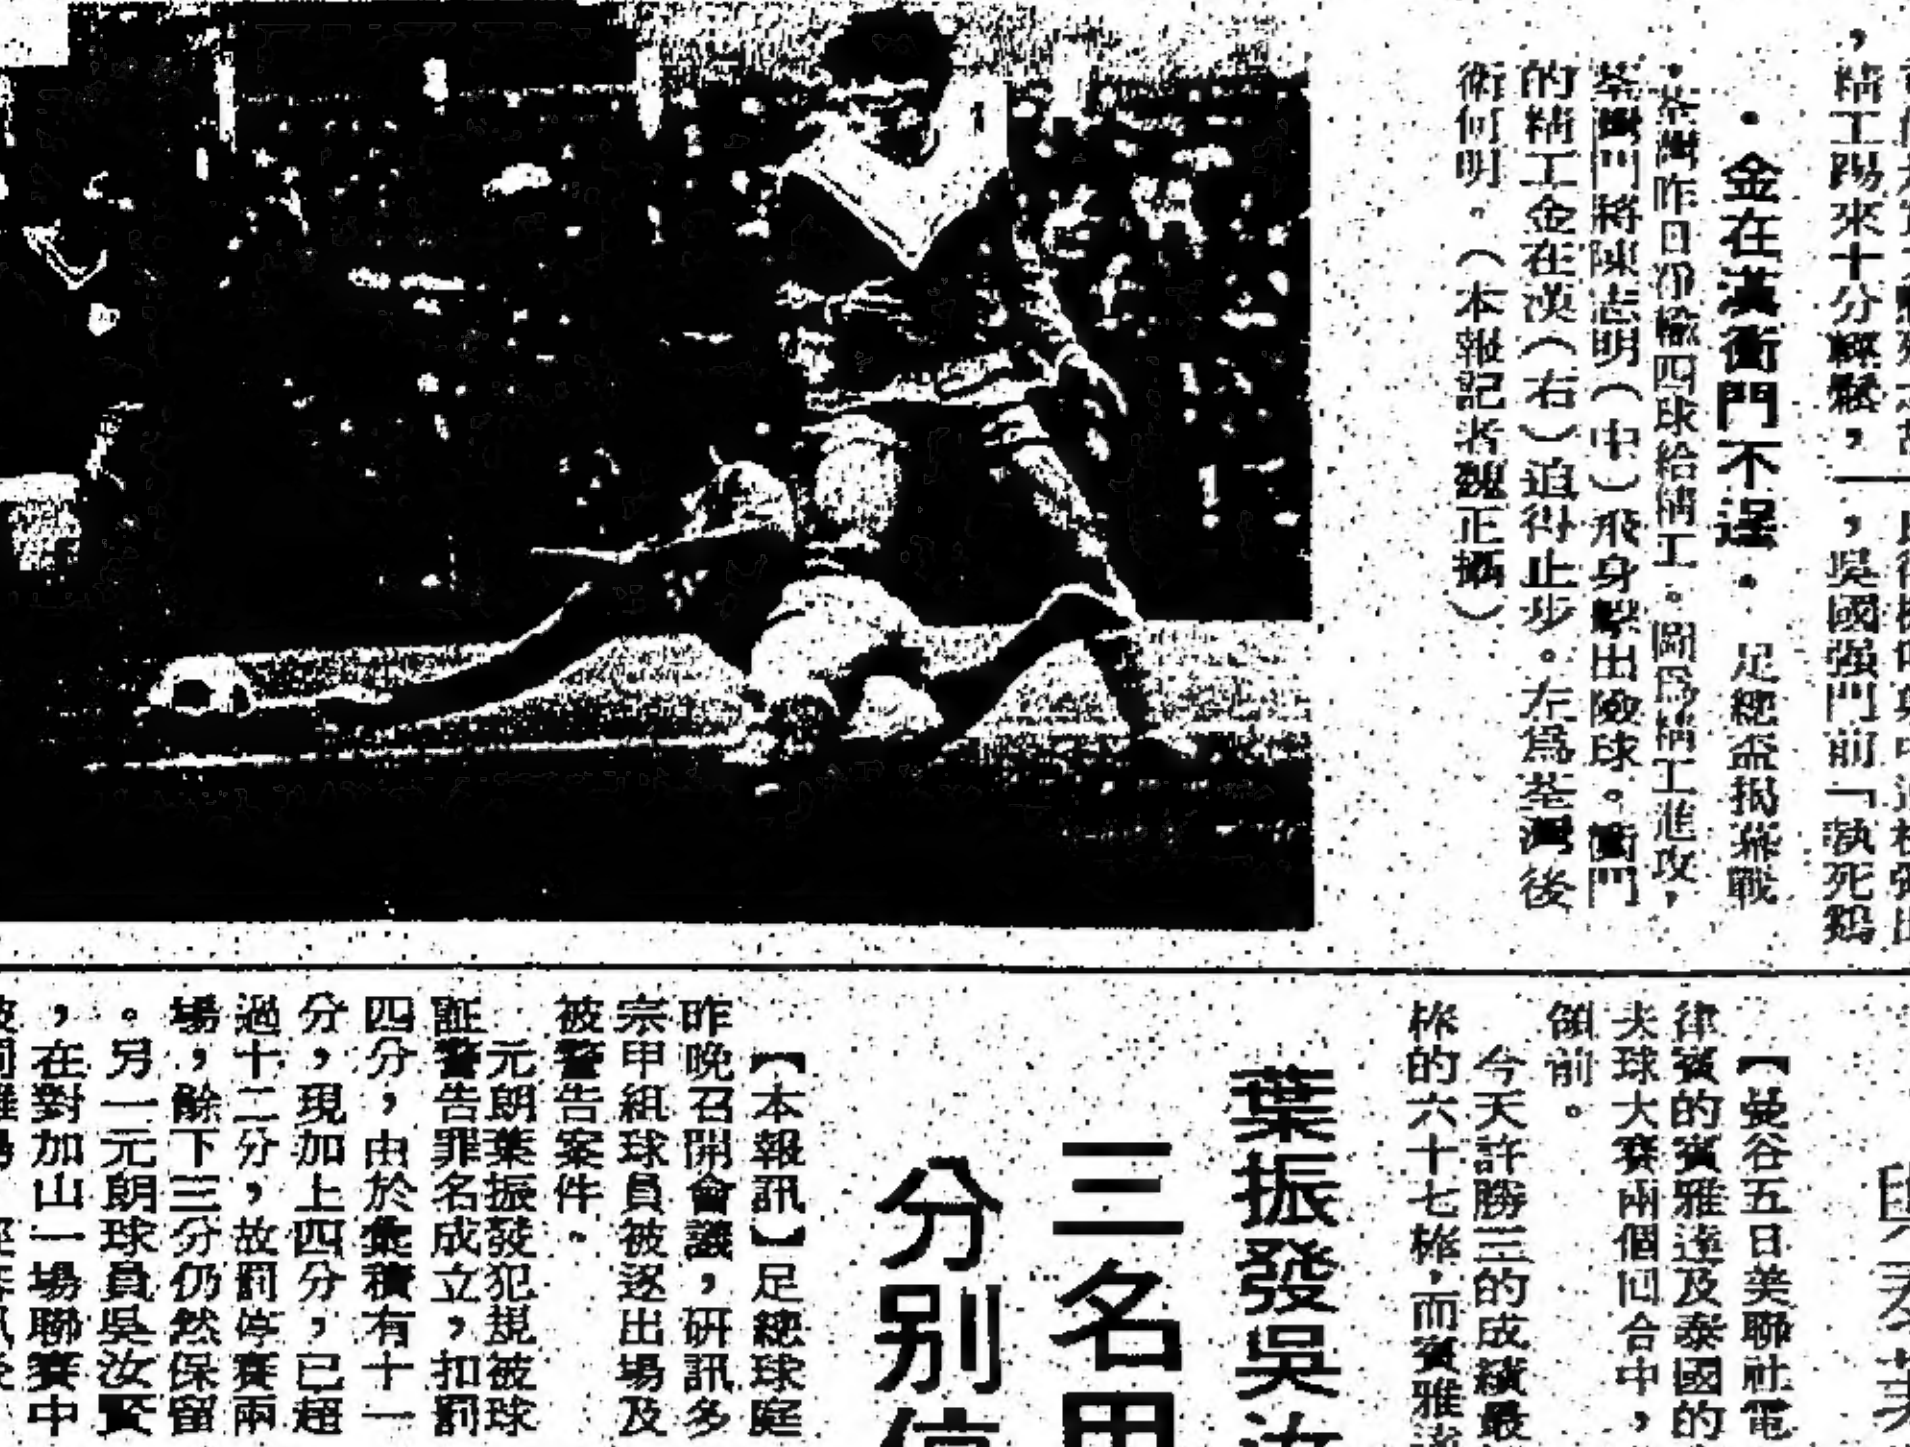 精工踢來十分輕鬆，——，吳國強門前「執死鷄
・金在漢衝門不逞・足總盃揭幕戰
，荃灣昨日淨輸四球給精工。圖爲精工進攻，
荃灣門將陳志明（中）飛身擊出險球。衝門
的精工金在漢（右）迫得止步。左爲荃灣後
衛何明。（本報記者魏正攝）
【曼谷五日美聯社電
律賓的賓雅達及泰國的
夫球大賽兩個回合中，
領前。
今天許勝三的成績最
桿的六十七桿，而賓雅達
葉振發吳汝
三名甲
分別停
【本報訊】足總球庭
昨晚召開會議，研訊多
宗甲組球員被逐出場及
被警告案件。
元朗葉振發犯規被球
証警告罪名成立，扣罰
四分，由於累積有十一
分，現加上四分，已超
過十二分，故罰停賽兩
場，餘下三分仍然保留
。另一元朗球員吳汝賢
，在對加山一場聯賽中